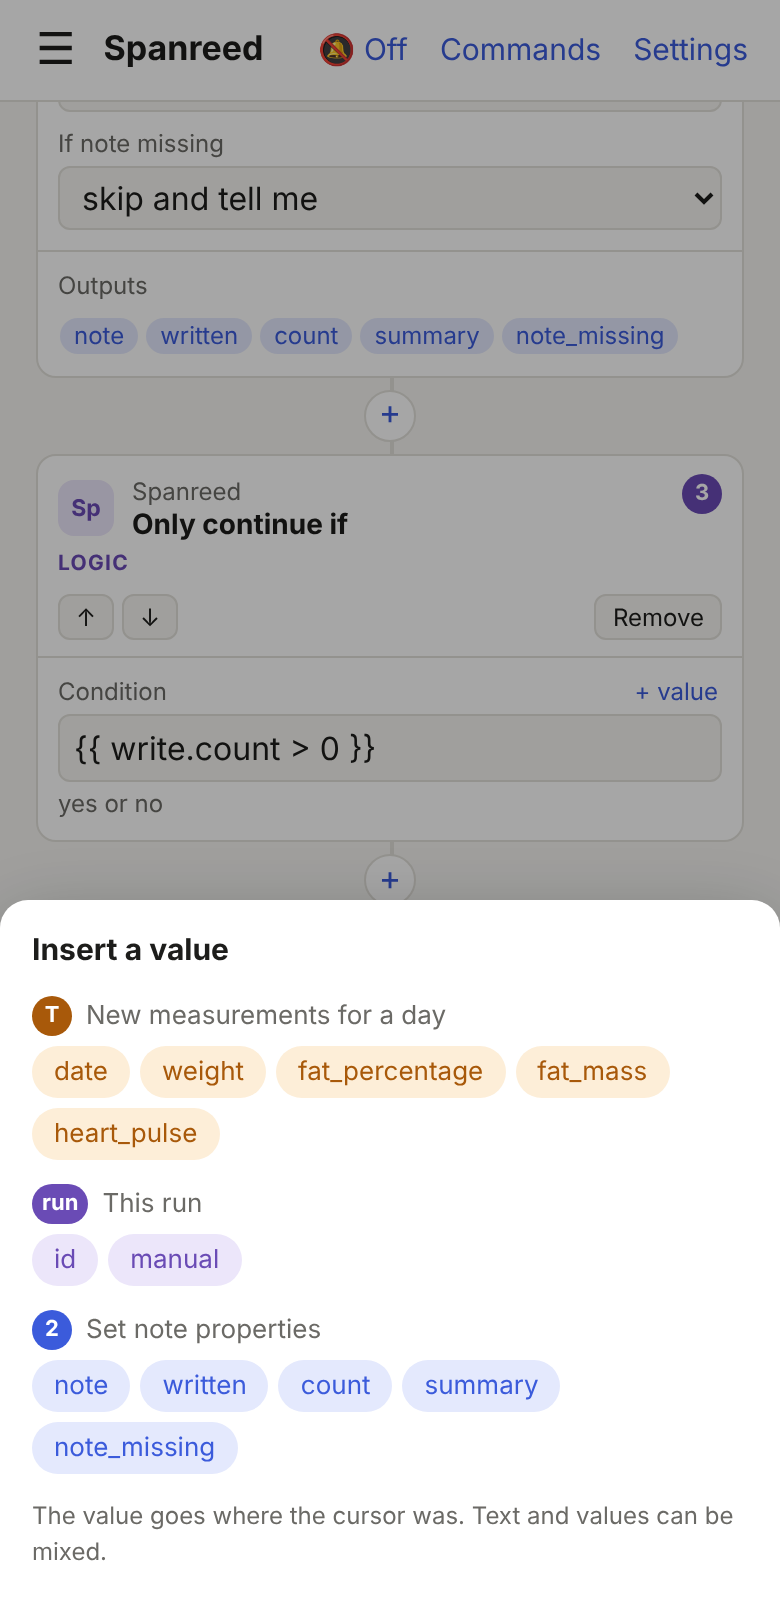 ☰ Spanreed 🔕 Off Commands Settings
If note missing
skip and tell me
Outputs
note written count summary note_missing
+
Sp Spanreed 3
Only continue if
LOGIC
↑ ↓ Remove
Condition + value
{{ write.count > 0 }}
yes or no
+
Insert a value
T New measurements for a day
date weight fat_percentage fat_mass
heart_pulse
run This run
id manual
2 Set note properties
note written count summary
note_missing
The value goes where the cursor was. Text and values can be
mixed.